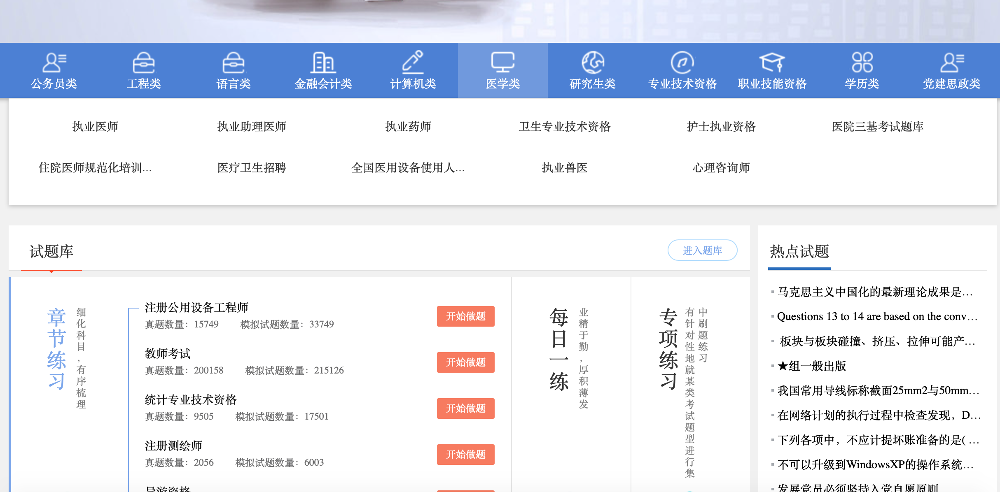 公务员类 工程类 语言类 金融会计类 计算机类 医学类 研究生类 专业技术资格 职业技能资格 学历类 党建思政类
执业医师 执业助理医师 执业药师 卫生专业技术资格 护士执业资格 医院三基考试题库
住院医师规范化培训... 医疗卫生招聘 全国医用设备使用人... 执业兽医 心理咨询师
试题库
进入题库
章节练习
细化科目，有序梳理
注册公用设备工程师
真题数量：15749 模拟试题数量：33749
开始做题
教师考试
真题数量：200158 模拟试题数量：215126
开始做题
统计专业技术资格
真题数量：9505 模拟试题数量：17501
开始做题
注册测绘师
真题数量：2056 模拟试题数量：6003
开始做题
导游资格
每日一练
业精于勤，厚积薄发
专项练习
有针对性地就某类考试题型进行集
中刷题练习
热点试题
马克思主义中国化的最新理论成果是...
Questions 13 to 14 are based on the conv...
板块与板块碰撞、挤压、拉伸可能产...
★组一般出版
我国常用导线标称截面25mm2与50mm...
在网络计划的执行过程中检查发现，D...
下列各项中，不应计提坏账准备的是( ...
不可以升级到WindowsXP的操作系统...
发展党员必须坚持入党自愿原则